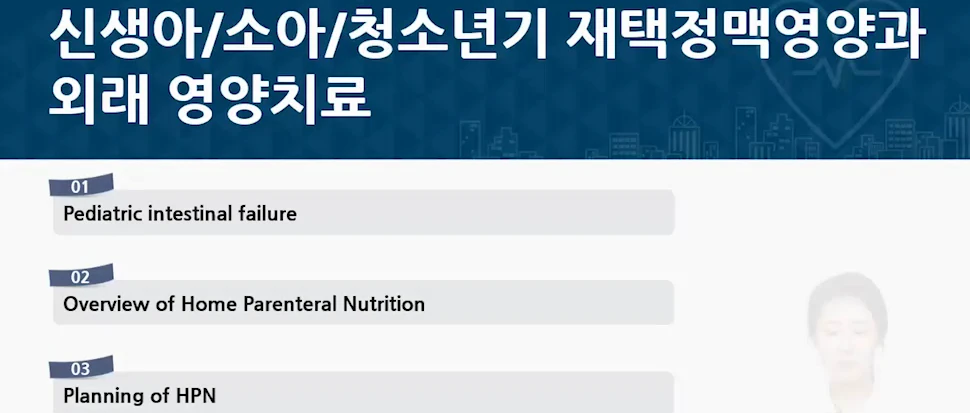 신생아/소아/청소년기 재택정맥영양과
외래 영양치료
01
Pediatric intestinal failure
02
Overview of Home Parenteral Nutrition
03
Planning of HPN